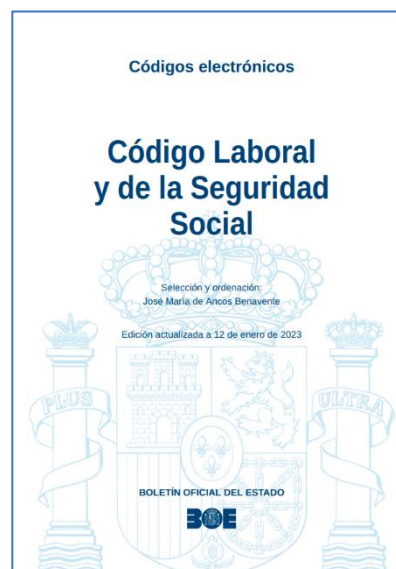 Códigos electrónicos
Código Laboral
y de la Seguridad
Social
Selección y ordenación:
José María de Ancos Benavente
Edición actualizada a 12 de enero de 2023
PLUS
ULTRA
BOLETÍN OFICIAL DEL ESTADO
BOE